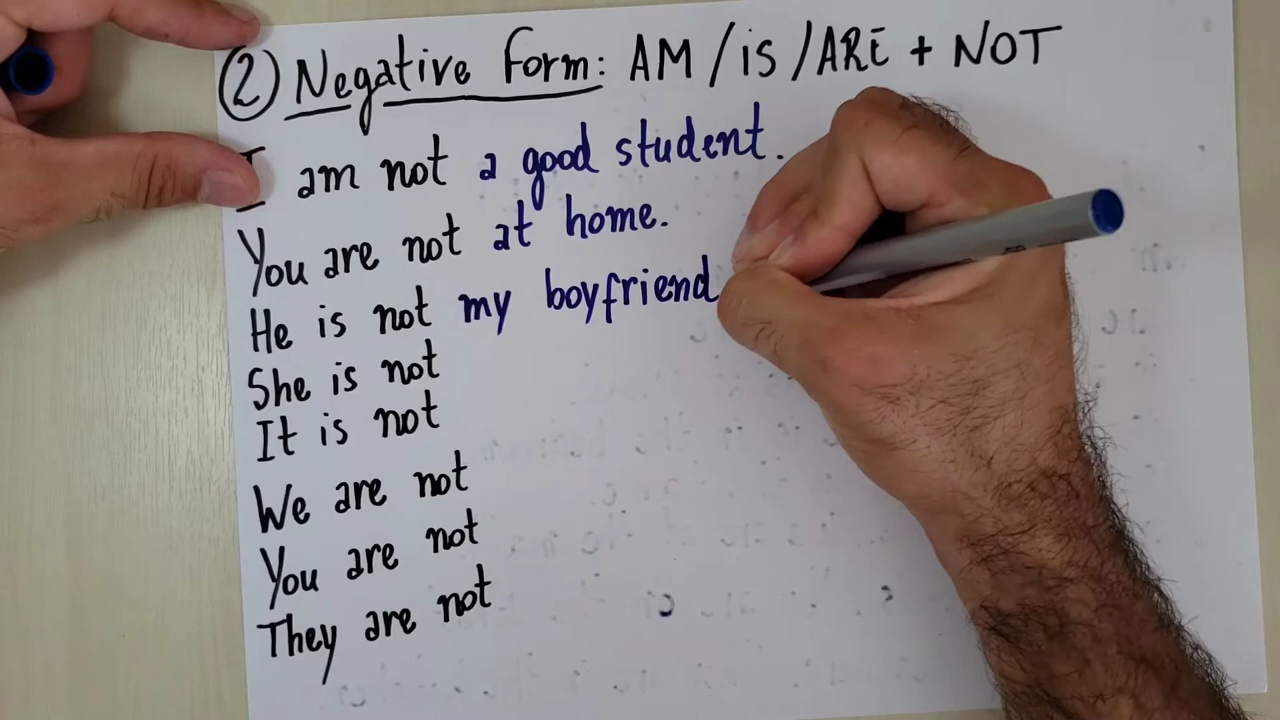 ② Negative Form: AM / iS / ARE + NOT
I am not a good student.
You are not at home.
He is not my boyfriend
She is not
It is not
We are not
You are not
They are not